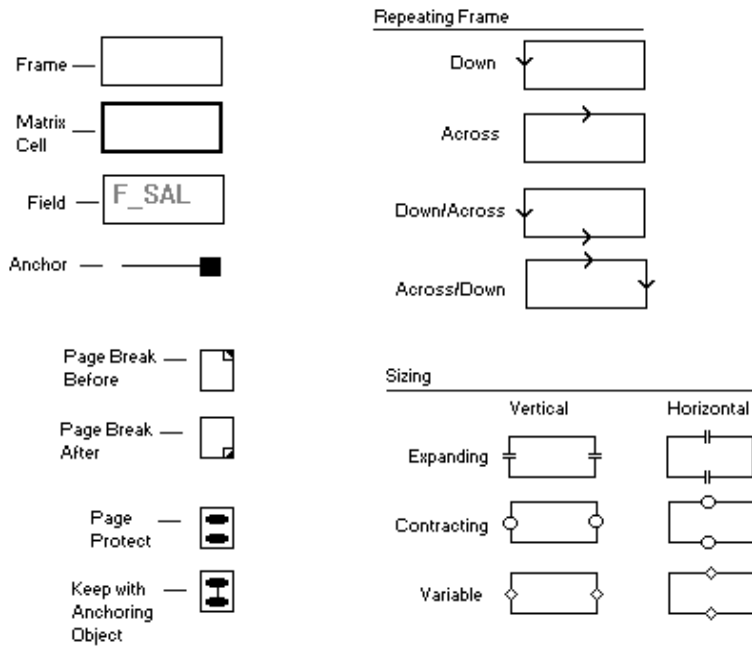 Frame
Matrix
Cell
Field
F_SAL
Anchor
Page Break
Before
Page Break
After
Page
Protect
Keep with
Anchoring
Object
Repeating Frame
Down
Across
Down/Across
Across/Down
Sizing
Vertical Horizontal
Expanding
Contracting
Variable